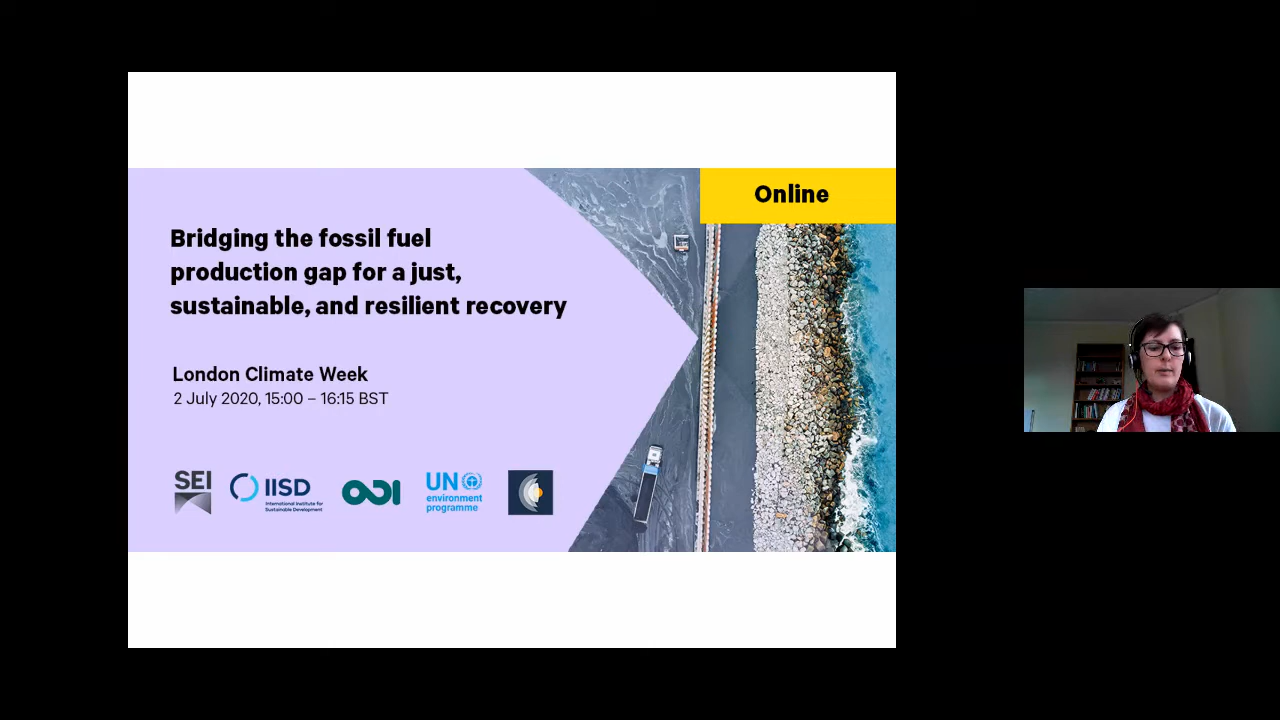 Online
Bridging the fossil fuel
production gap for a just,
sustainable, and resilient recovery
London Climate Week
2 July 2020, 15:00 – 16:15 BST
SEI
IISD
International Institute for
Sustainable Development
ODI
UN
environment
programme